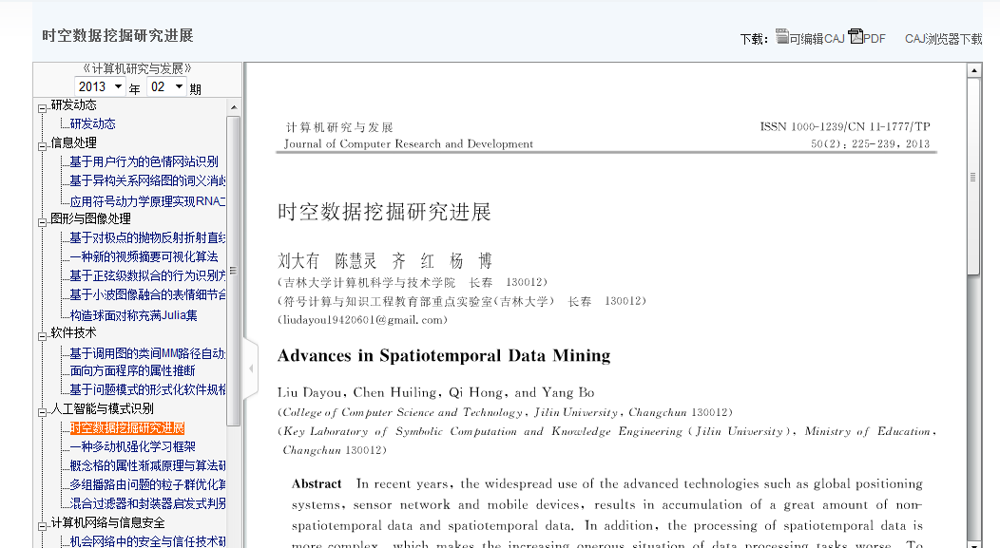 时空数据挖掘研究进展
下载： 可编辑CAJ PDF CAJ浏览器下载
《计算机研究与发展》
2013 年 02 期
研发动态
研发动态
信息处理
基于用户行为的色情网站识别
基于异构关系网络图的词义消歧
应用符号动力学原理实现RNA二
图形与图像处理
基于对极点的抛物反射折射直线
一种新的视频摘要可视化算法
基于正弦级数拟合的行为识别方
基于小波图像融合的表情细节合
构造球面对称充满Julia集
软件技术
基于调用图的类间MM路径自动
面向方面程序的属性推断
基于问题模式的形式化软件规格
人工智能与模式识别
时空数据挖掘研究进展
一种多动机强化学习框架
概念格的属性渐减原理与算法研
多组播路由问题的粒子群优化算
混合过滤器和封装器启发式判别
计算机网络与信息安全
机会网络中的安全与信任技术研
计算机研究与发展 ISSN 1000-1239/CN 11-1777/TP
Journal of Computer Research and Development 50(2): 225-239, 2013
时空数据挖掘研究进展
刘大有 陈慧灵 齐 红 杨 博
(吉林大学计算机科学与技术学院 长春 130012)
(符号计算与知识工程教育部重点实验室(吉林大学) 长春 130012)
(liudayou19420601@gmail.com)
Advances in Spatiotemporal Data Mining
Liu Dayou, Chen Huiling, Qi Hong, and Yang Bo
(College of Computer Science and Technology, Jilin University, Changchun 130012)
(Key Laboratory of Symbolic Computation and Knowledge Engineering (Jilin University), Ministry of Education,
Changchun 130012)
Abstract In recent years, the widespread use of the advanced technologies such as global positioning
systems, sensor network and mobile devices, results in accumulation of a great amount of non-
spatiotemporal data and spatiotemporal data. In addition, the processing of spatiotemporal data is
more complex, which makes the increasing onerous situation of data processing tasks worse. To